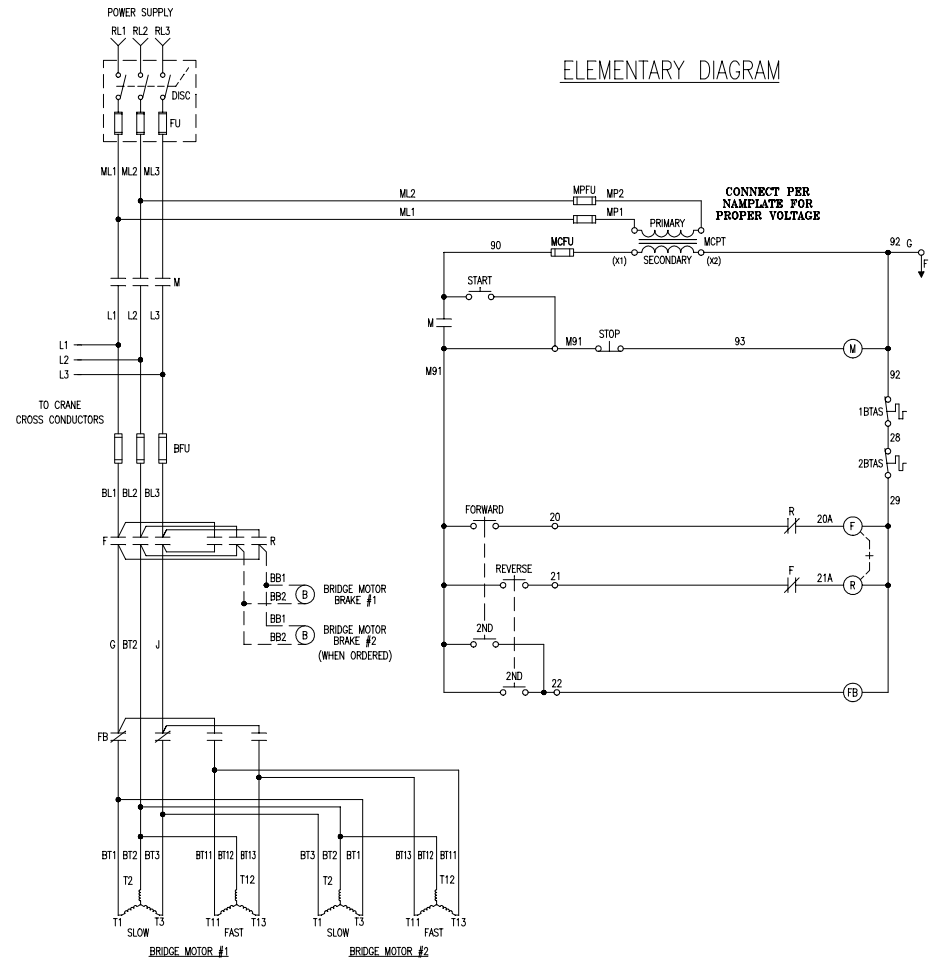 POWER SUPPLY
RL1 RL2 RL3
ELEMENTARY DIAGRAM
DISC
FU
ML1 ML2 ML3
ML2 MPFU MP2
CONNECT PER
NAMPLATE FOR
PROPER VOLTAGE
ML1 MP1
PRIMARY
90 MCFU MCPT 92 G
(X1) SECONDARY (X2) F
START
M
M
L1 L2 L3
STOP
L1
L2
L3
M91 93 M
M91 92
TO CRANE
CROSS CONDUCTORS
1BTAS
28
BFU
2BTAS
BL1 BL2 BL3
29
FORWARD 20 R 20A F
F R
REVERSE 21 F 21A R
BB1
BB2 B BRIDGE MOTOR
BRAKE #1
BB1
BB2 B BRIDGE MOTOR
BRAKE #2
(WHEN ORDERED)
G BT2 J
2ND
2ND 22 FB
FB
BT1 BT2 BT3 BT11 BT12 BT13 BT3 BT2 BT1 BT13 BT12 BT11
T2 T12 T2 T12
T1 T3 T11 T13 T1 T3 T11 T13
SLOW FAST SLOW FAST
BRIDGE MOTOR #1 BRIDGE MOTOR #2